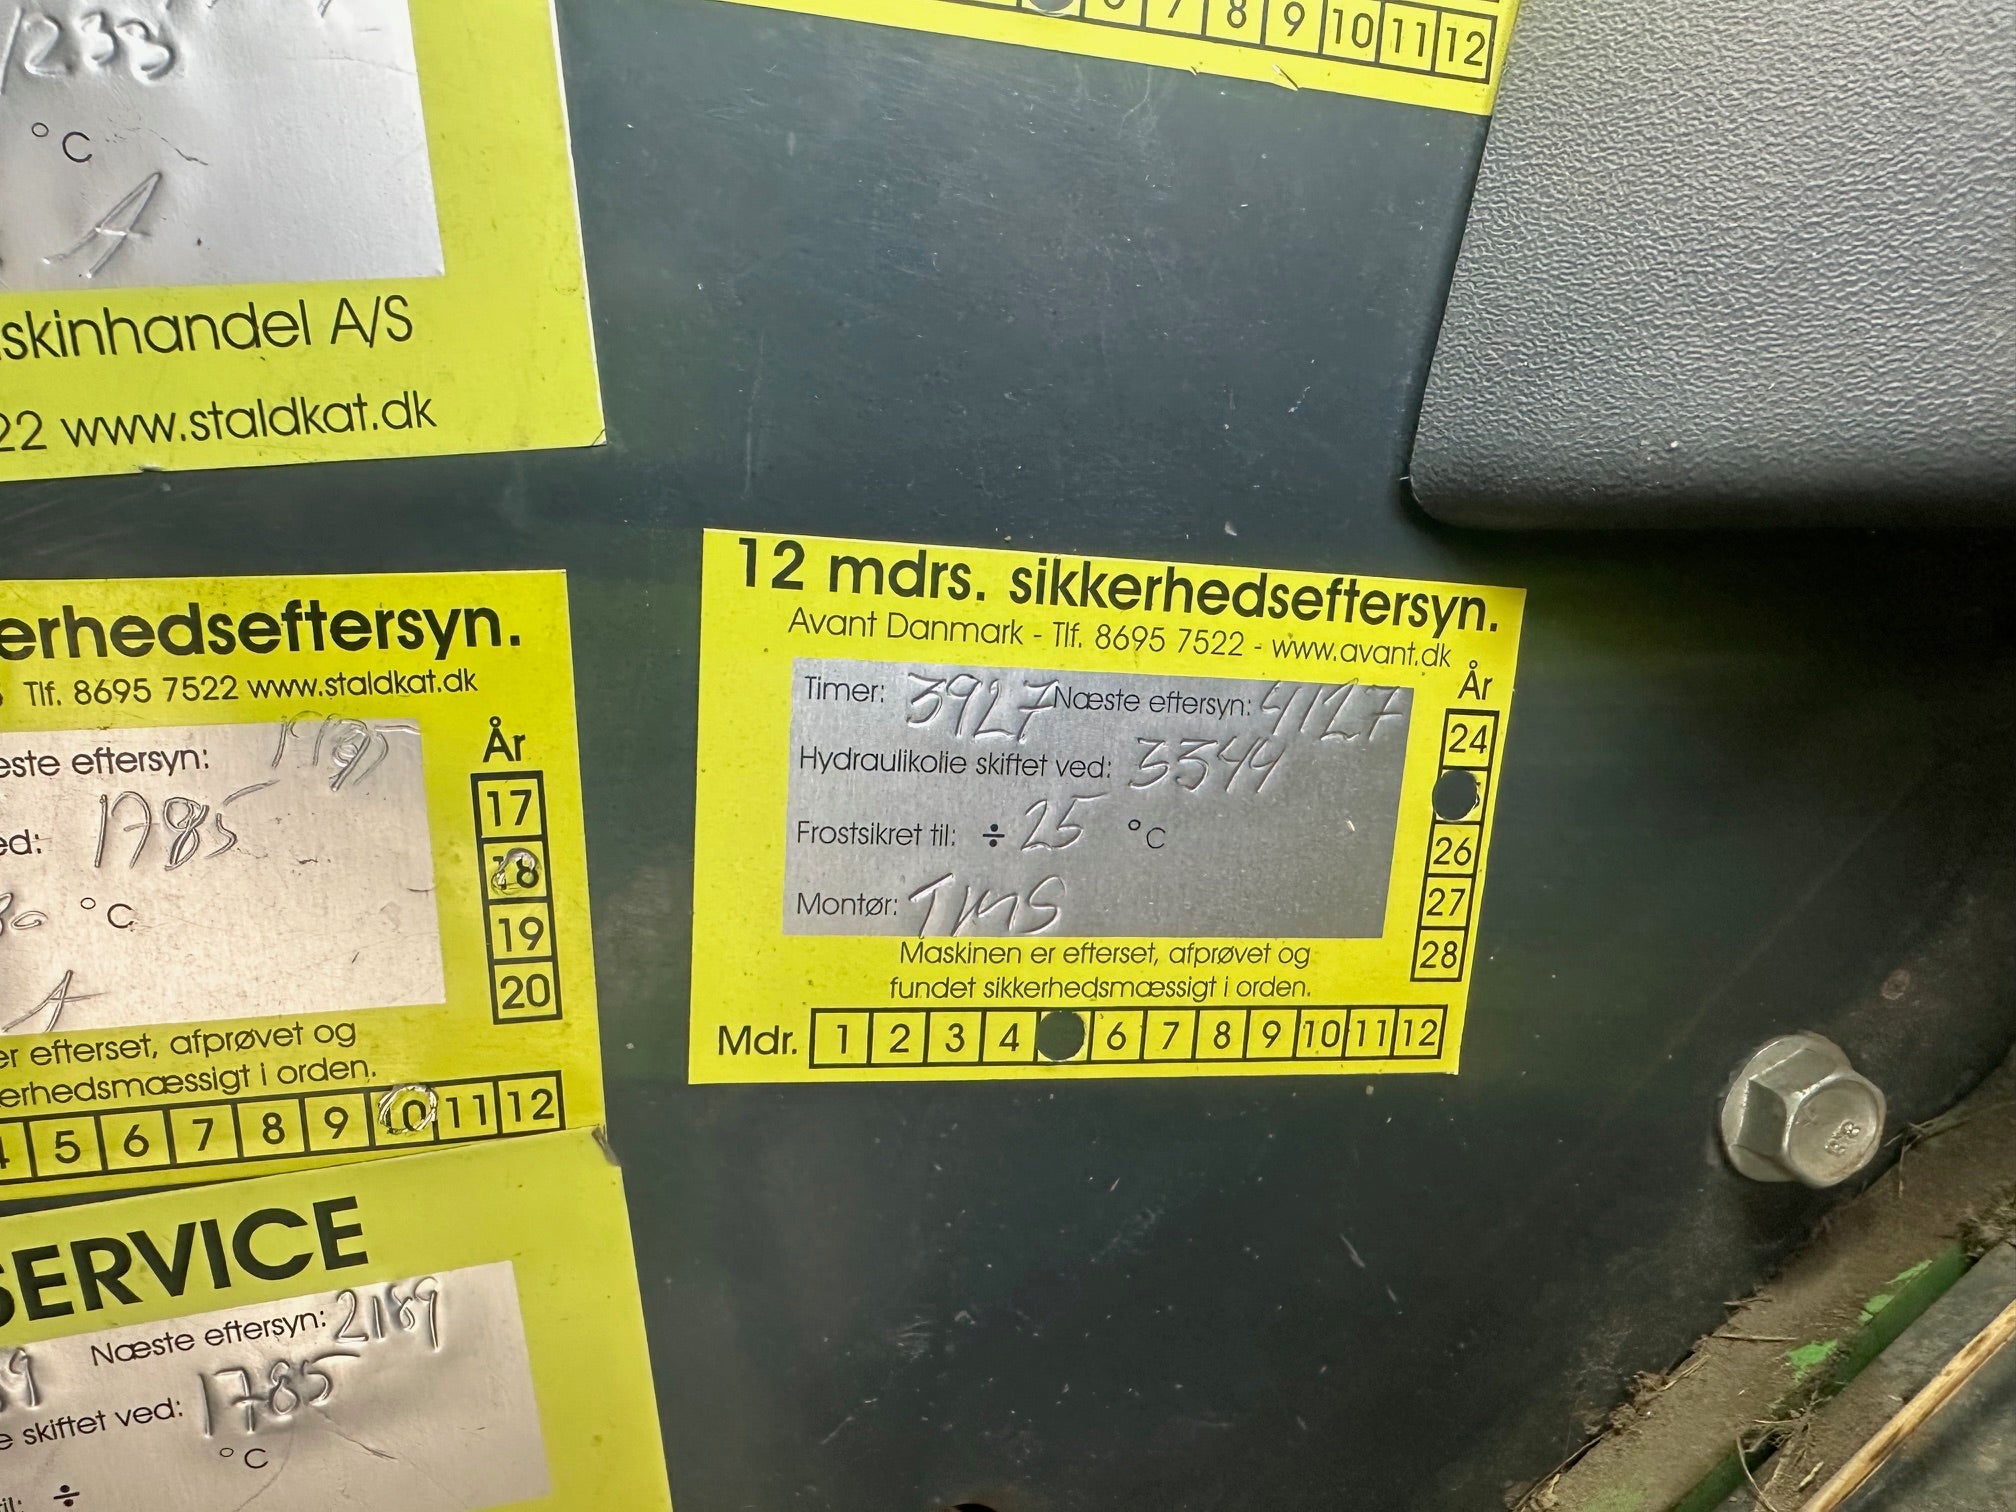 1233
°C
A
skinhandel A/S
22 www.staldkat.dk
6 7 8 9 10 11 12
erhedseftersyn.
Tlf. 8695 7522 www.staldkat.dk
este eftersyn:
ed: 1785
°C
A
År
17
18
19
20
er efterset, afprøvet og
erhedsmæssigt i orden.
4 5 6 7 8 9 10 11 12
SERVICE
Næste eftersyn: 2189
e skiftet ved: 1785
°C
til: ÷
12 mdrs. sikkerhedseftersyn.
Avant Danmark - Tlf. 8695 7522 - www.avant.dk
Timer: 3927 Næste eftersyn: 4127
Hydraulikolie skiftet ved: 3344
Frostsikret til: ÷ 25 °C
Montør: TMS
År
24
26
27
28
Maskinen er efterset, afprøvet og
fundet sikkerhedsmæssigt i orden.
Mdr. 1 2 3 4 6 7 8 9 10 11 12